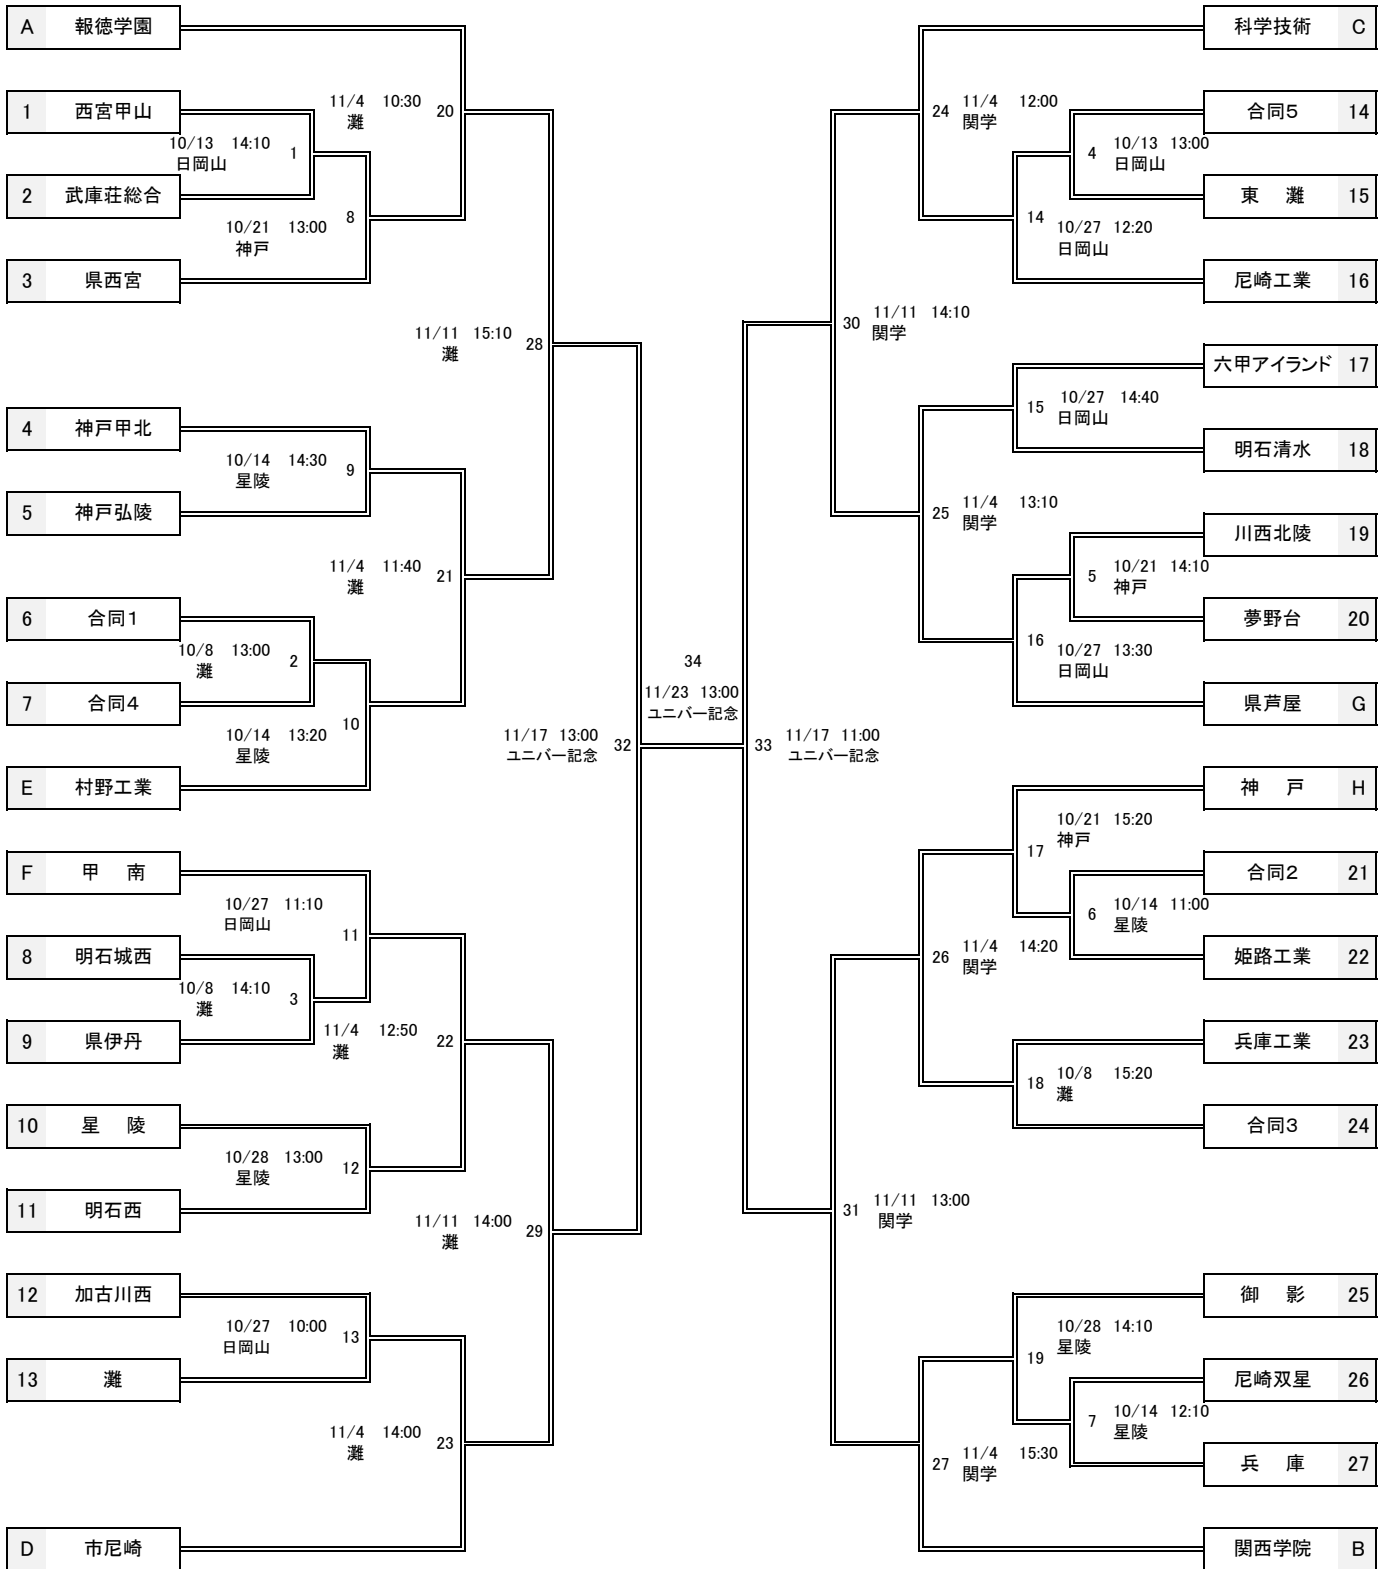 A 報徳学園
11/4 10:30 20
灘
1 西宮甲山
10/13 14:10 1
日岡山
2 武庫荘総合
10/21 13:00 8
神戸
3 県西宮
11/11 15:10 28
灘
4 神戸甲北
10/14 14:30 9
星陵
5 神戸弘陵
11/4 11:40 21
灘
6 合同1
10/8 13:00 2
灘
7 合同4
10/14 13:20 10
星陵
E 村野工業
11/17 13:00 32
ユニバー記念
F 甲 南
10/27 11:10 11
日岡山
8 明石城西
10/8 14:10 3
灘
9 県伊丹
11/4 12:50 22
灘
10 星 陵
10/28 13:00 12
星陵
11 明石西
11/11 14:00 29
灘
12 加古川西
10/27 10:00 13
日岡山
13 灘
11/4 14:00 23
灘
D 市尼崎
34
11/23 13:00
ユニバー記念
科学技術 C
24 11/4 12:00
関学
合同5 14
4 10/13 13:00
日岡山
東 灘 15
14 10/27 12:20
日岡山
尼崎工業 16
30 11/11 14:10
関学
六甲アイランド 17
15 10/27 14:40
日岡山
明石清水 18
25 11/4 13:10
関学
川西北陵 19
5 10/21 14:10
神戸
夢野台 20
16 10/27 13:30
日岡山
県芦屋 G
33 11/17 11:00
ユニバー記念
神 戸 H
17 10/21 15:20
神戸
合同2 21
6 10/14 11:00
星陵
姫路工業 22
26 11/4 14:20
関学
兵庫工業 23
18 10/8 15:20
灘
合同3 24
31 11/11 13:00
関学
御 影 25
19 10/28 14:10
星陵
尼崎双星 26
7 10/14 12:10
星陵
兵 庫 27
27 11/4 15:30
関学
関西学院 B